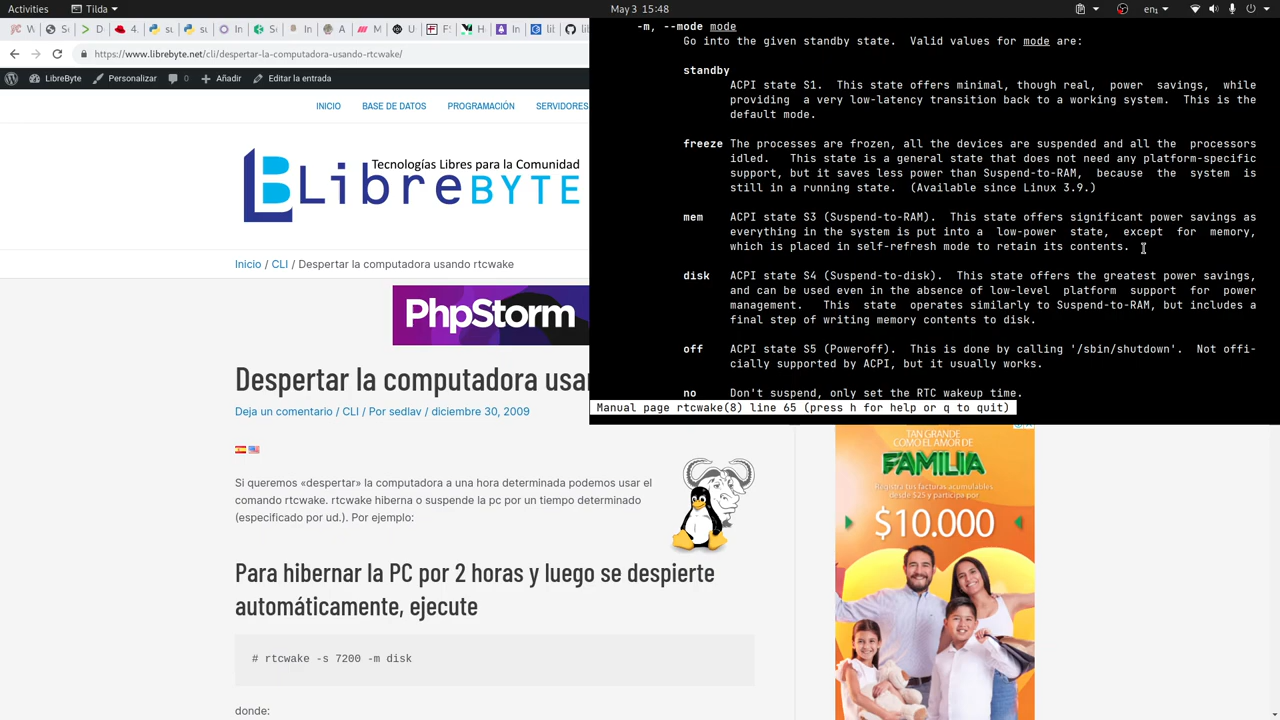 Activities
Tilda
May 3 15:48
en
https://www.librebyte.net/cli/despertar-la-computadora-usando-rtcwake/
LibreByte
Personalizar
0
Añadir
Editar la entrada
INICIO
BASE DE DATOS
PROGRAMACIÓN
SERVIDORES
Tecnologías Libres para la Comunidad
LibreBYTE
Inicio / CLI / Despertar la computadora usando rtcwake
PhpStorm
Despertar la computadora usa
Deja un comentario / CLI / Por sedlav / diciembre 30, 2009
Si queremos «despertar» la computadora a una hora determinada podemos usar el
comando rtcwake. rtcwake hiberna o suspende la pc por un tiempo determinado
(especificado por ud.). Por ejemplo:
Para hibernar la PC por 2 horas y luego se despierte
automáticamente, ejecute
# rtcwake -s 7200 -m disk
donde:
-m, --mode mode
Go into the given standby state. Valid values for mode are:
standby
ACPI state S1. This state offers minimal, though real, power savings, while
providing a very low-latency transition back to a working system. This is the
default mode.
freeze The processes are frozen, all the devices are suspended and all the processors
idled. This state is a general state that does not need any platform-specific
support, but it saves less power than Suspend-to-RAM, because the system is
still in a running state. (Available since Linux 3.9.)
mem ACPI state S3 (Suspend-to-RAM). This state offers significant power savings as
everything in the system is put into a low-power state, except for memory,
which is placed in self-refresh mode to retain its contents.
disk ACPI state S4 (Suspend-to-disk). This state offers the greatest power savings,
and can be used even in the absence of low-level platform support for power
management. This state operates similarly to Suspend-to-RAM, but includes a
final step of writing memory contents to disk.
off ACPI state S5 (Poweroff). This is done by calling '/sbin/shutdown'. Not offi-
cially supported by ACPI, but it usually works.
no Don't suspend, only set the RTC wakeup time.
Manual page rtcwake(8) line 65 (press h for help or q to quit)
TAN GRANDE
COMO EL AMOR DE
FAMILIA
Registra tus facturas acumulables
desde $25 y participa por
$10.000